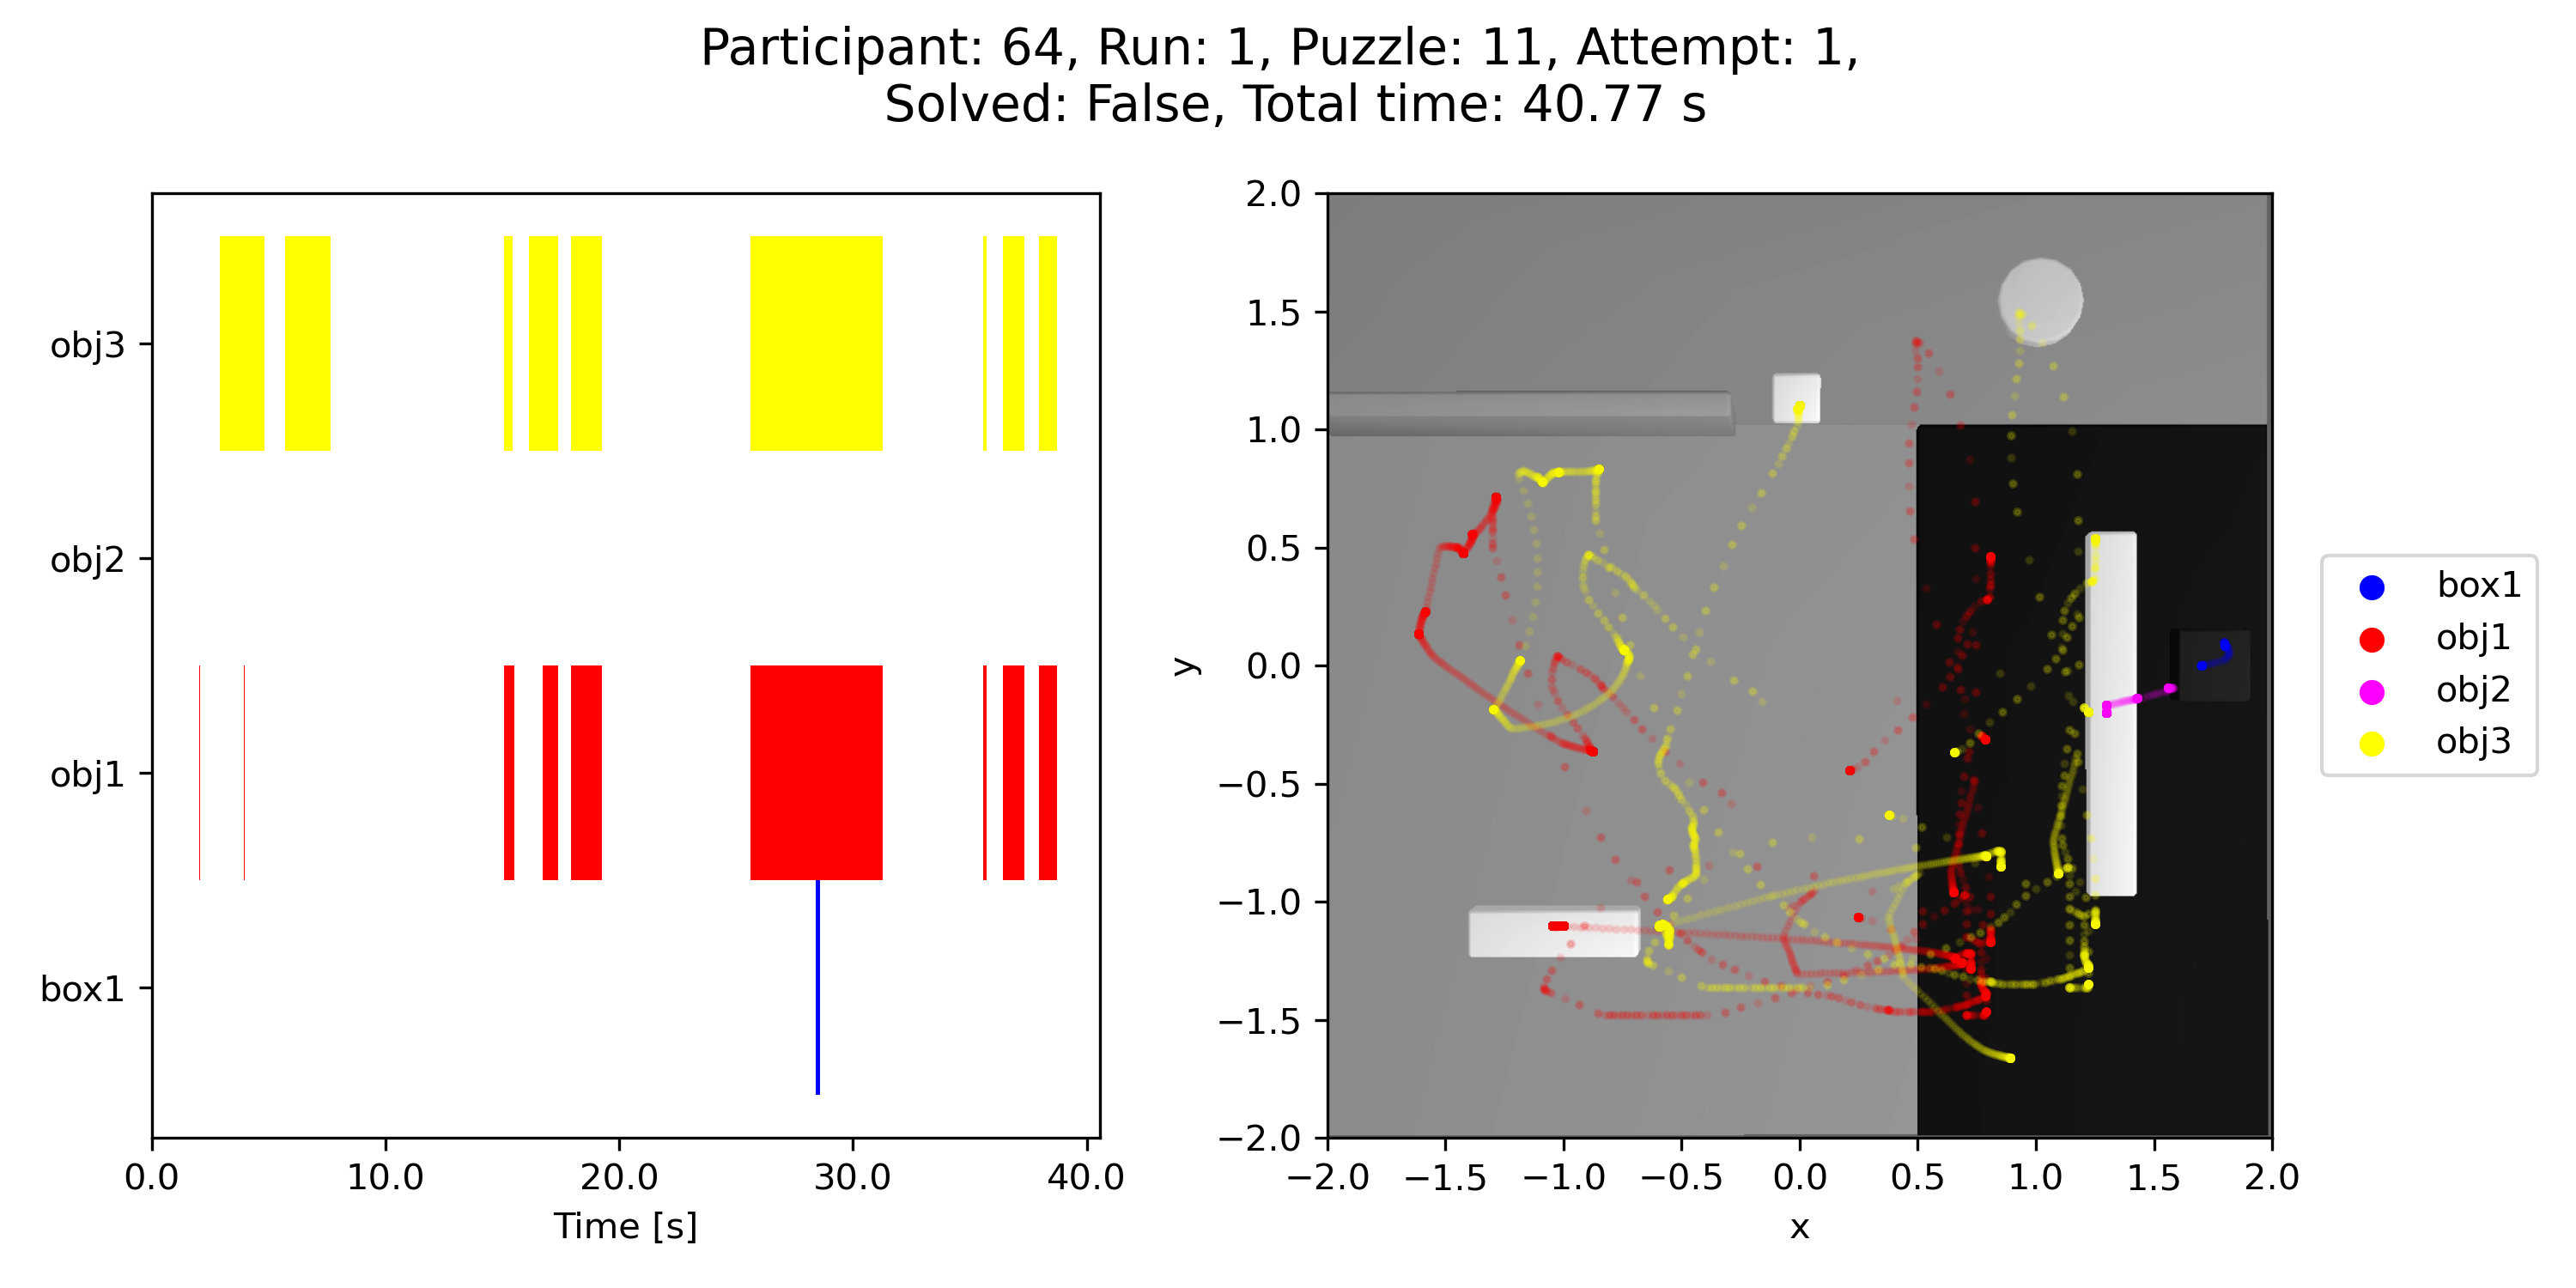 Participant: 64, Run: 1, Puzzle: 11, Attempt: 1,
Solved: False, Total time: 40.77 s
obj3
obj2
obj1
box1
0.0 10.0 20.0 30.0 40.0
Time [s]
2.0
1.5
1.0
0.5
0.0
−0.5
−1.0
−1.5
−2.0
y
−2.0 −1.5 −1.0 −0.5 0.0 0.5 1.0 1.5 2.0
x
box1
obj1
obj2
obj3